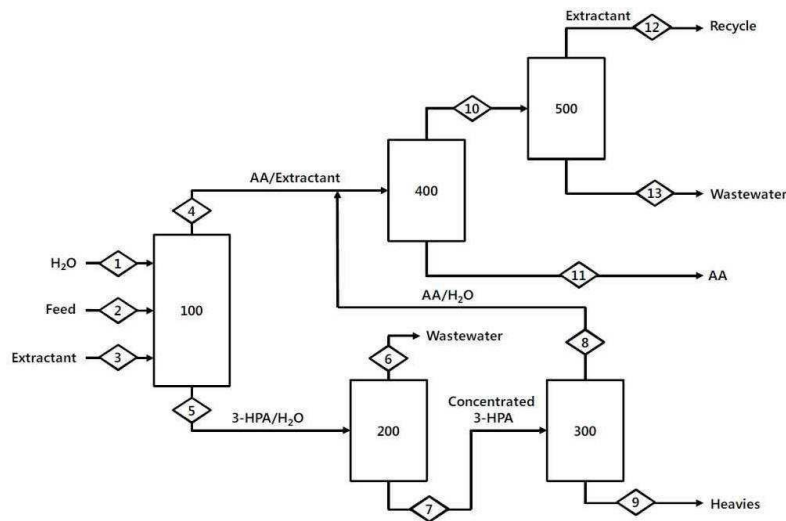 Extractant
12
Recycle
10
500
AA/Extractant
400
13
Wastewater
4
H₂O
1
11
AA
AA/H₂O
Feed
2
100
Extractant
3
Wastewater
8
6
Concentrated
3-HPA
5
3-HPA/H₂O
200
300
7
9
Heavies